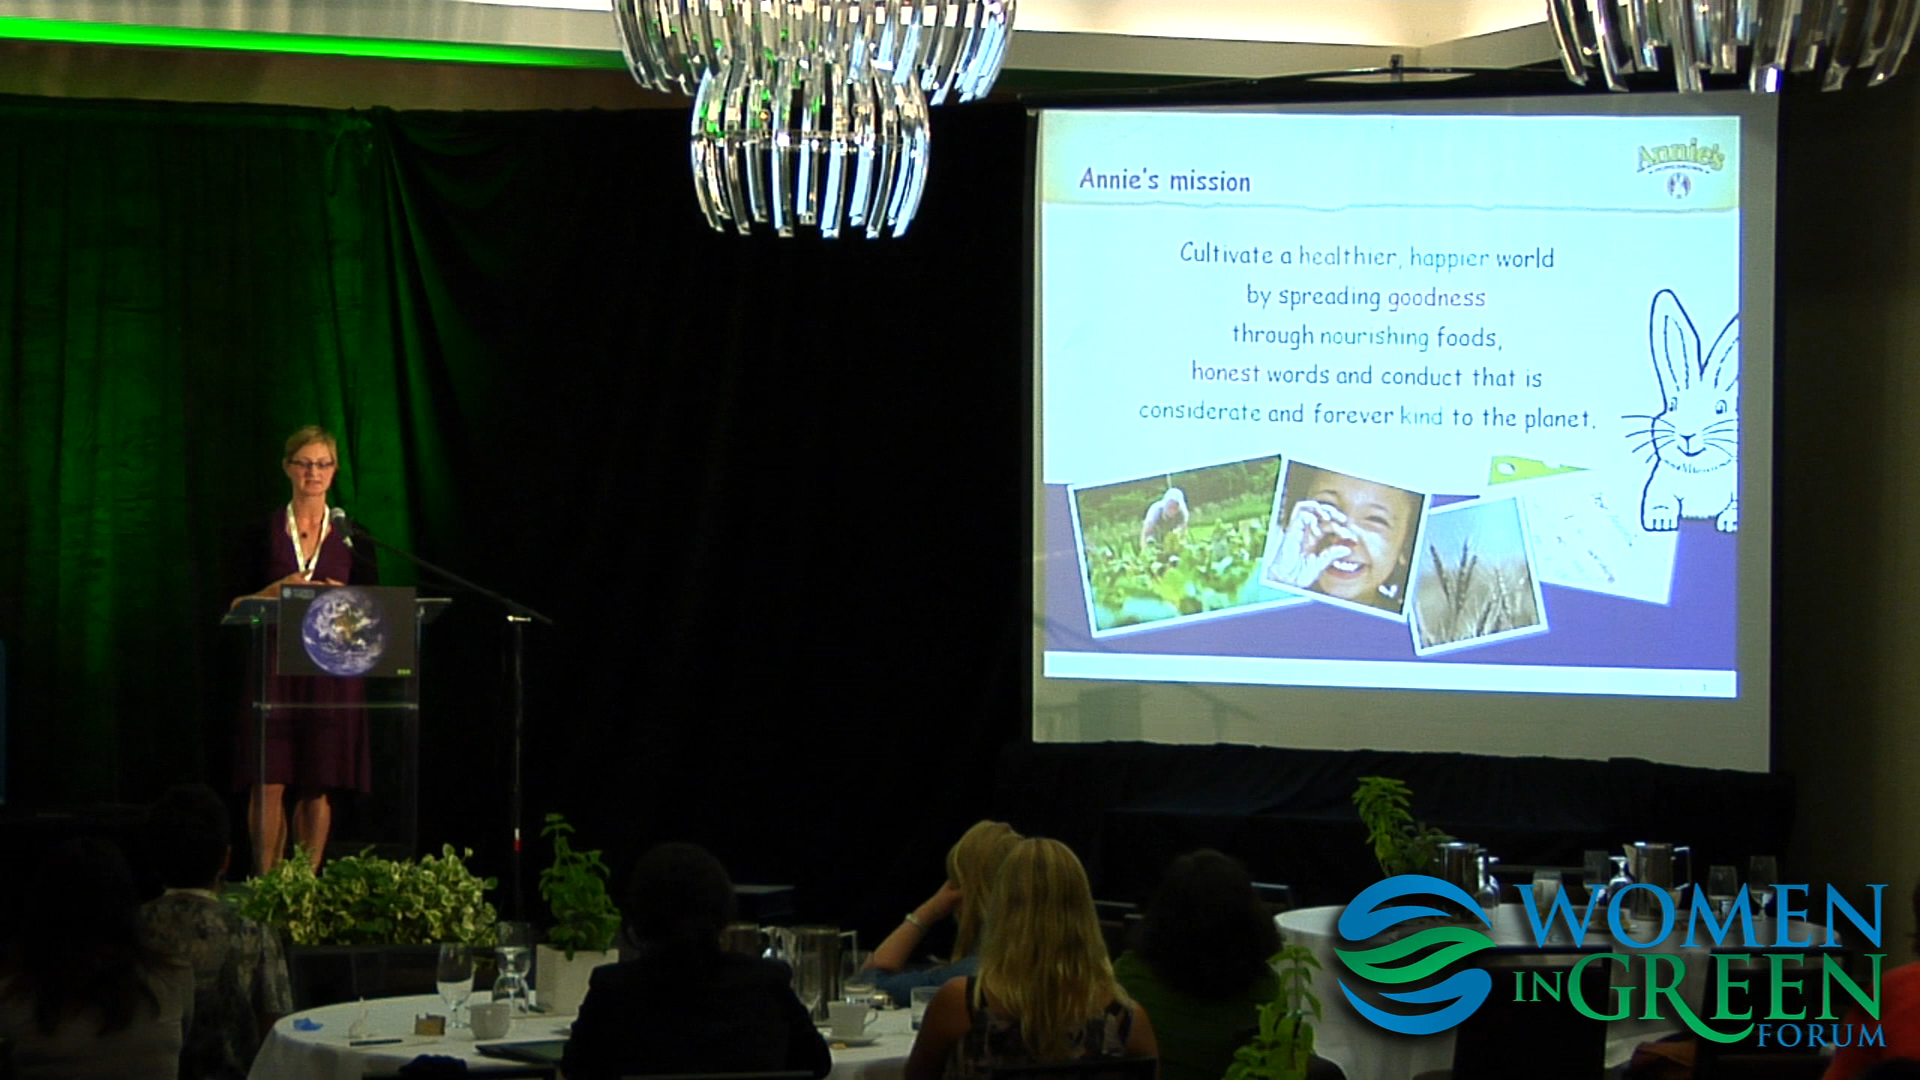 Annie's
Annie's mission
Cultivate a healthier, happier world
by spreading goodness
through nourishing foods,
honest words and conduct that is
considerate and forever kind to the planet.
WOMEN
IN GREEN
FORUM